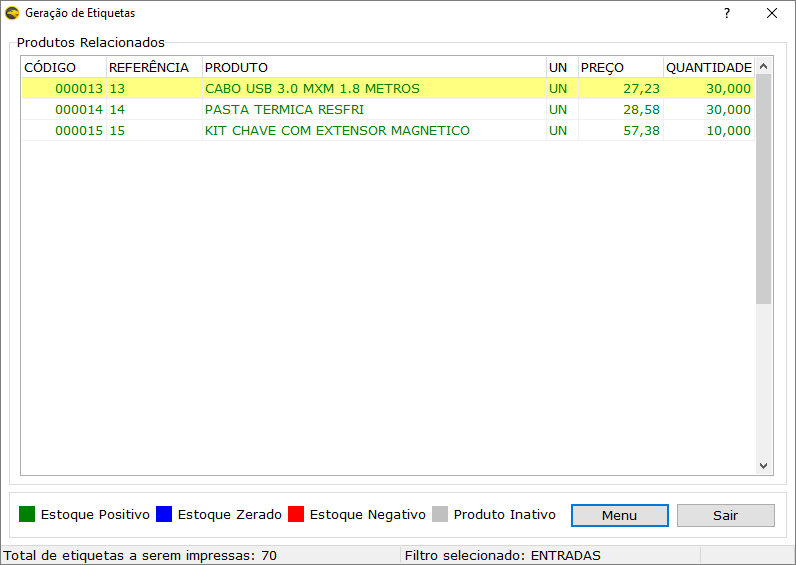 Geração de Etiquetas ?
Produtos Relacionados
CÓDIGO REFERÊNCIA PRODUTO UN PREÇO QUANTIDADE
000013 13 CABO USB 3.0 MXM 1.8 METROS UN 27,23 30,000
000014 14 PASTA TERMICA RESFRI UN 28,58 30,000
000015 15 KIT CHAVE COM EXTENSOR MAGNETICO UN 57,38 10,000
Estoque Positivo Estoque Zerado Estoque Negativo Produto Inativo Menu Sair
Total de etiquetas a serem impressas: 70 Filtro selecionado: ENTRADAS